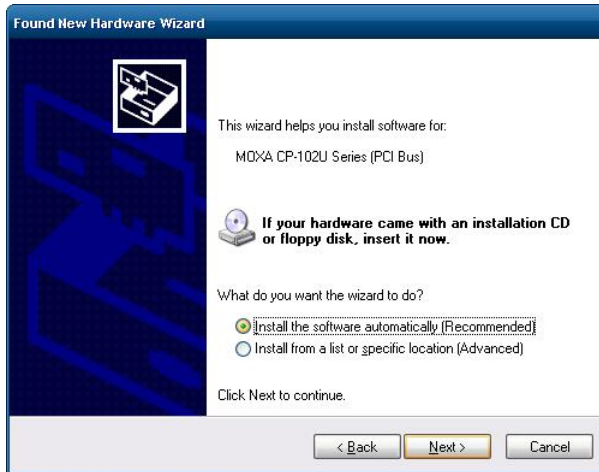 Found New Hardware Wizard
This wizard helps you install software for:
MOXA CP-102U Series (PCI Bus)
If your hardware came with an installation CD
or floppy disk, insert it now.
What do you want the wizard to do?
Install the software automatically (Recommended)
Install from a list or specific location (Advanced)
Click Next to continue.
< Back Next > Cancel